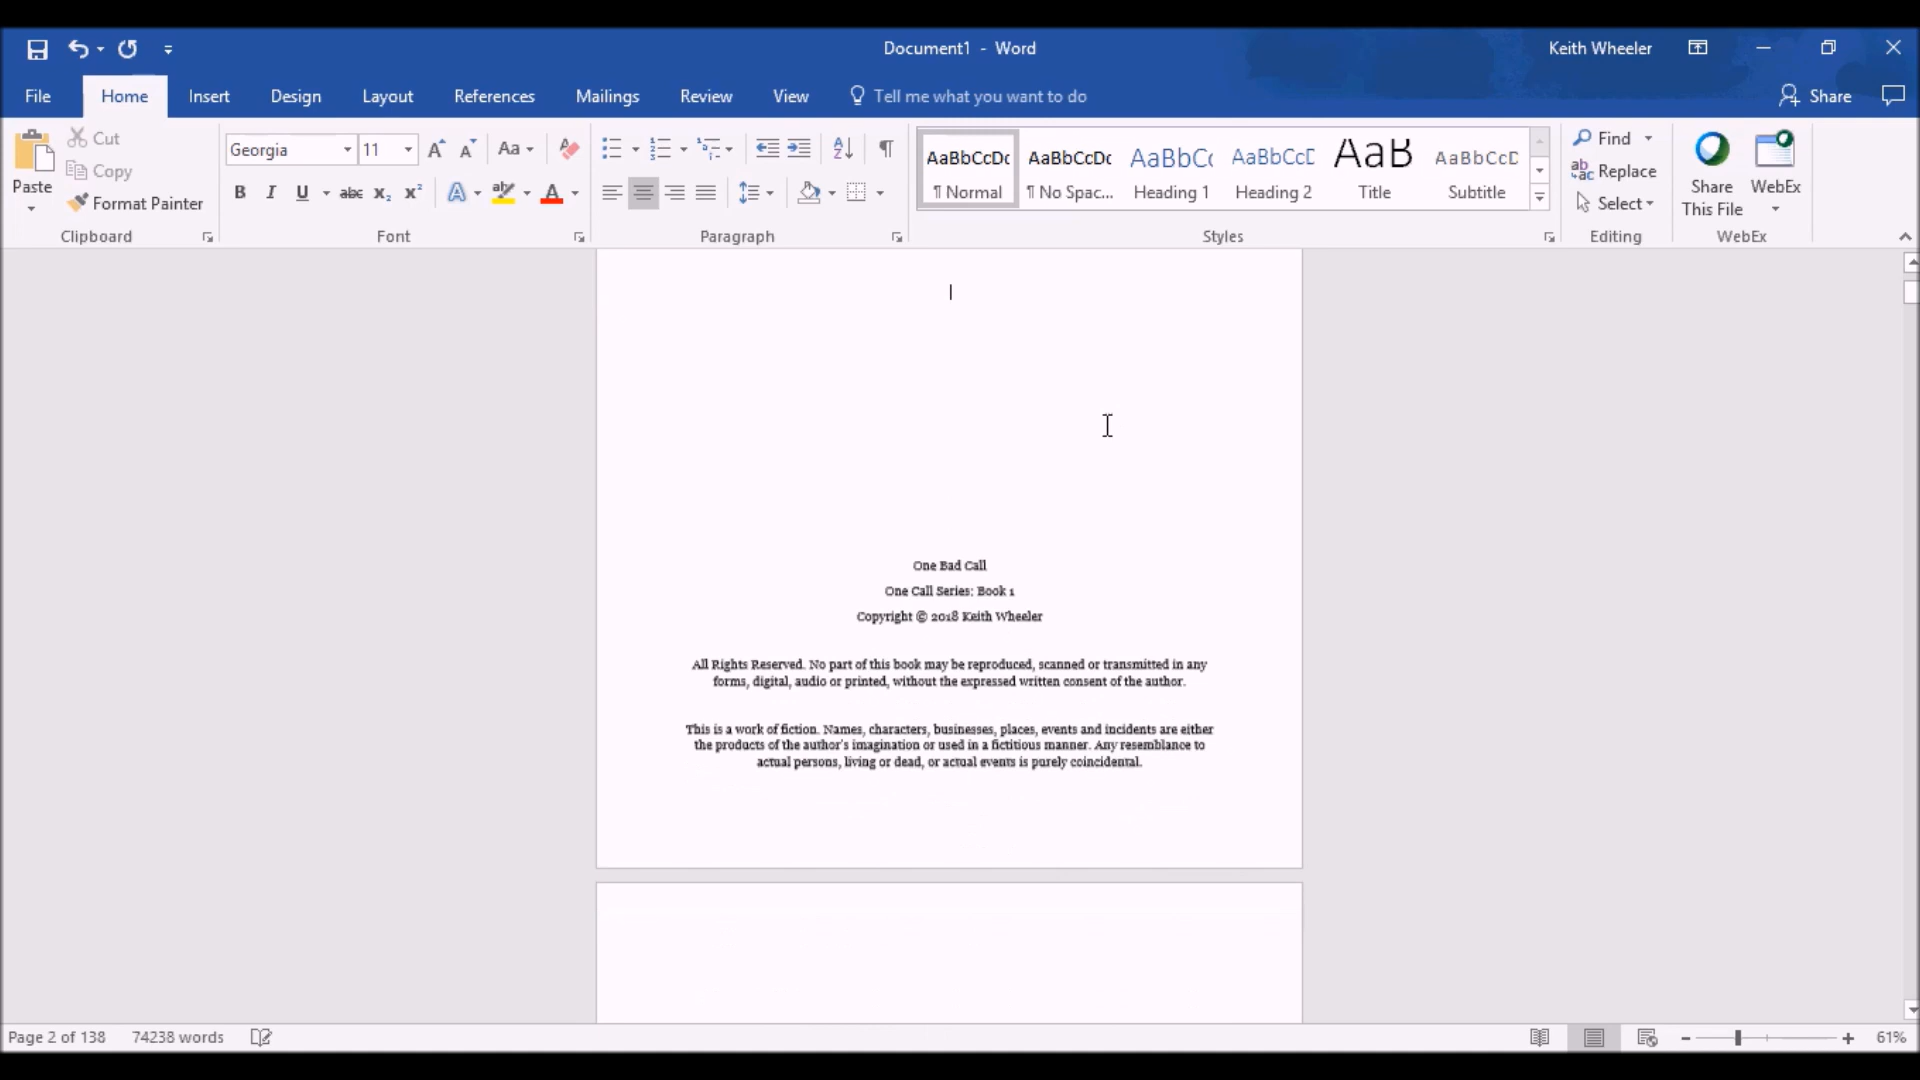 Document1 - Word
Keith Wheeler
File Home Insert Design Layout References Mailings Review View Tell me what you want to do Share
Paste
Cut
Copy
Format Painter
Clipboard
Georgia 11 Aa
B I U abc x₂ x² A ab A
Font
A Z ¶
Paragraph
AaBbCcDc AaBbCcDc AaBbC AaBbCcD AaB AaBbCcD
¶ Normal ¶ No Spac... Heading 1 Heading 2 Title Subtitle
Styles
Find
Replace
Select
Editing
Share This File
WebEx
WebEx
One Bad Call
One Call Series: Book 1
Copyright © 2018 Keith Wheeler
All Rights Reserved. No part of this book may be reproduced, scanned or transmitted in any
forms, digital, audio or printed, without the expressed written consent of the author.
This is a work of fiction. Names, characters, businesses, places, events and incidents are either
the products of the author's imagination or used in a fictitious manner. Any resemblance to
actual persons, living or dead, or actual events is purely coincidental.
Page 2 of 138 74238 words 61%